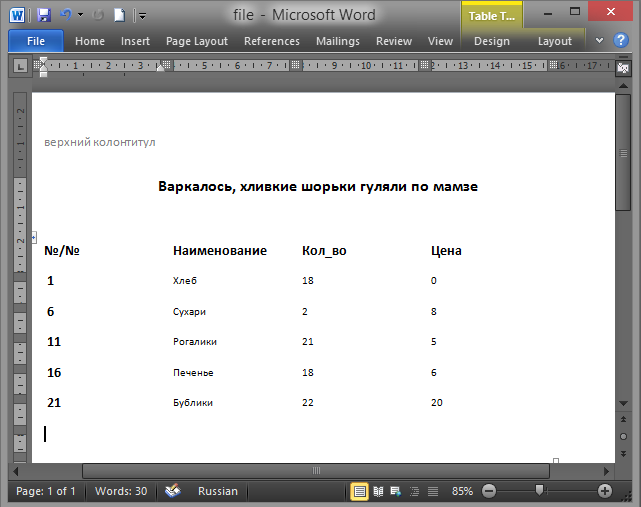 file - Microsoft Word
Table T...
File Home Insert Page Layout References Mailings Review View Design Layout
верхний колонтитул
Варкалось, хливкие шорьки гуляли по мамзе
№/№ Наименование Кол_во Цена
1 Хлеб 18 0
6 Сухари 2 8
11 Рогалики 21 5
16 Печенье 18 6
21 Бублики 22 20
Page: 1 of 1 Words: 30 Russian 85%